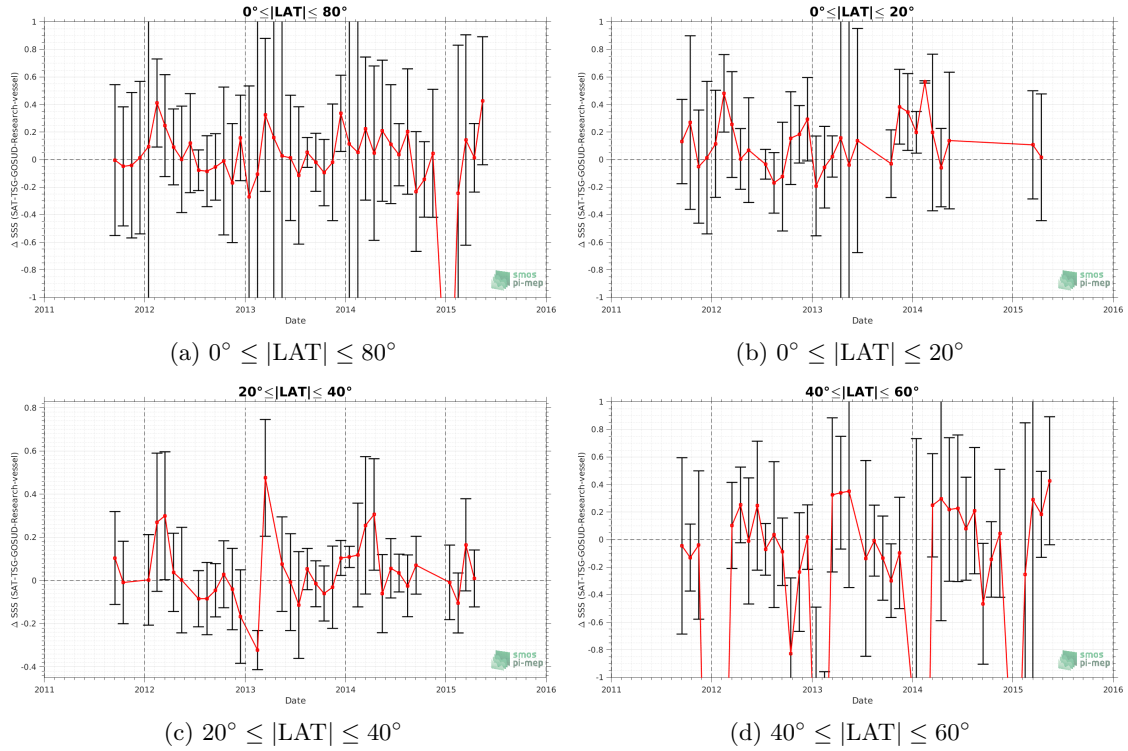 0°≤|LAT|≤ 80°
Δ SSS (SAT-TSG-GOSUD-Research-vessel)
1
0.8
0.6
0.4
0.2
0
-0.2
-0.4
-0.6
-0.8
-1
smos
pi-mep
2011 2012 2013 2014 2015 2016
Date
(a) 0° ≤ |LAT| ≤ 80°
0°≤|LAT|≤ 20°
Δ SSS (SAT-TSG-GOSUD-Research-vessel)
1
0.8
0.6
0.4
0.2
0
-0.2
-0.4
-0.6
-0.8
-1
smos
pi-mep
2011 2012 2013 2014 2015 2016
Date
(b) 0° ≤ |LAT| ≤ 20°
20°≤|LAT|≤ 40°
Δ SSS (SAT-TSG-GOSUD-Research-vessel)
0.8
0.6
0.4
0.2
0
-0.2
-0.4
smos
pi-mep
2011 2012 2013 2014 2015 2016
Date
(c) 20° ≤ |LAT| ≤ 40°
40°≤|LAT|≤ 60°
Δ SSS (SAT-TSG-GOSUD-Research-vessel)
1
0.8
0.6
0.4
0.2
0
-0.2
-0.4
-0.6
-0.8
-1
smos
pi-mep
2011 2012 2013 2014 2015 2016
Date
(d) 40° ≤ |LAT| ≤ 60°